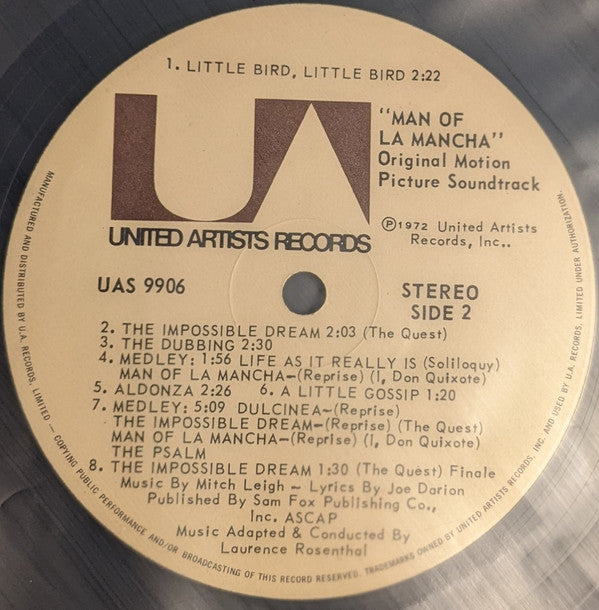 1. LITTLE BIRD, LITTLE BIRD 2:22
UA
UNITED ARTISTS RECORDS
"MAN OF
LA MANCHA"
Original Motion
Picture Soundtrack
Ⓟ1972 United Artists
Records, Inc..
UAS 9906
STEREO
SIDE 2
2. THE IMPOSSIBLE DREAM 2:03 (The Quest)
3. THE DUBBING 2:30
4. MEDLEY: 1:56 LIFE AS IT REALLY IS (Soliloquy)
MAN OF LA MANCHA-(Reprise) (I, Don Quixote)
5. ALDONZA 2:26 6. A LITTLE GOSSIP 1:20
7. MEDLEY: 5:09 DULCINEA-(Reprise)
THE IMPOSSIBLE DREAM-(Reprise) (The Quest)
MAN OF LA MANCHA-(Reprise) (I, Don Quixote)
THE PSALM
8. THE IMPOSSIBLE DREAM 1:30 (The Quest) Finale
Music By Mitch Leigh - Lyrics By Joe Darion
Published By Sam Fox Publishing Co.,
Inc. ASCAP
Music Adapted & Conducted By
Laurence Rosenthal
MANUFACTURED AND DISTRIBUTED BY U.A. RECORDS, LIMITED — COPYING PUBLIC PERFORMANCE AND/OR BROADCASTING OF THIS RECORD RESERVED. TRADEMARKS OWNED BY UNITED ARTISTS RECORDS, INC. AND USED BY U.A. RECORDS, LIMITED UNDER AUTHORIZATION.